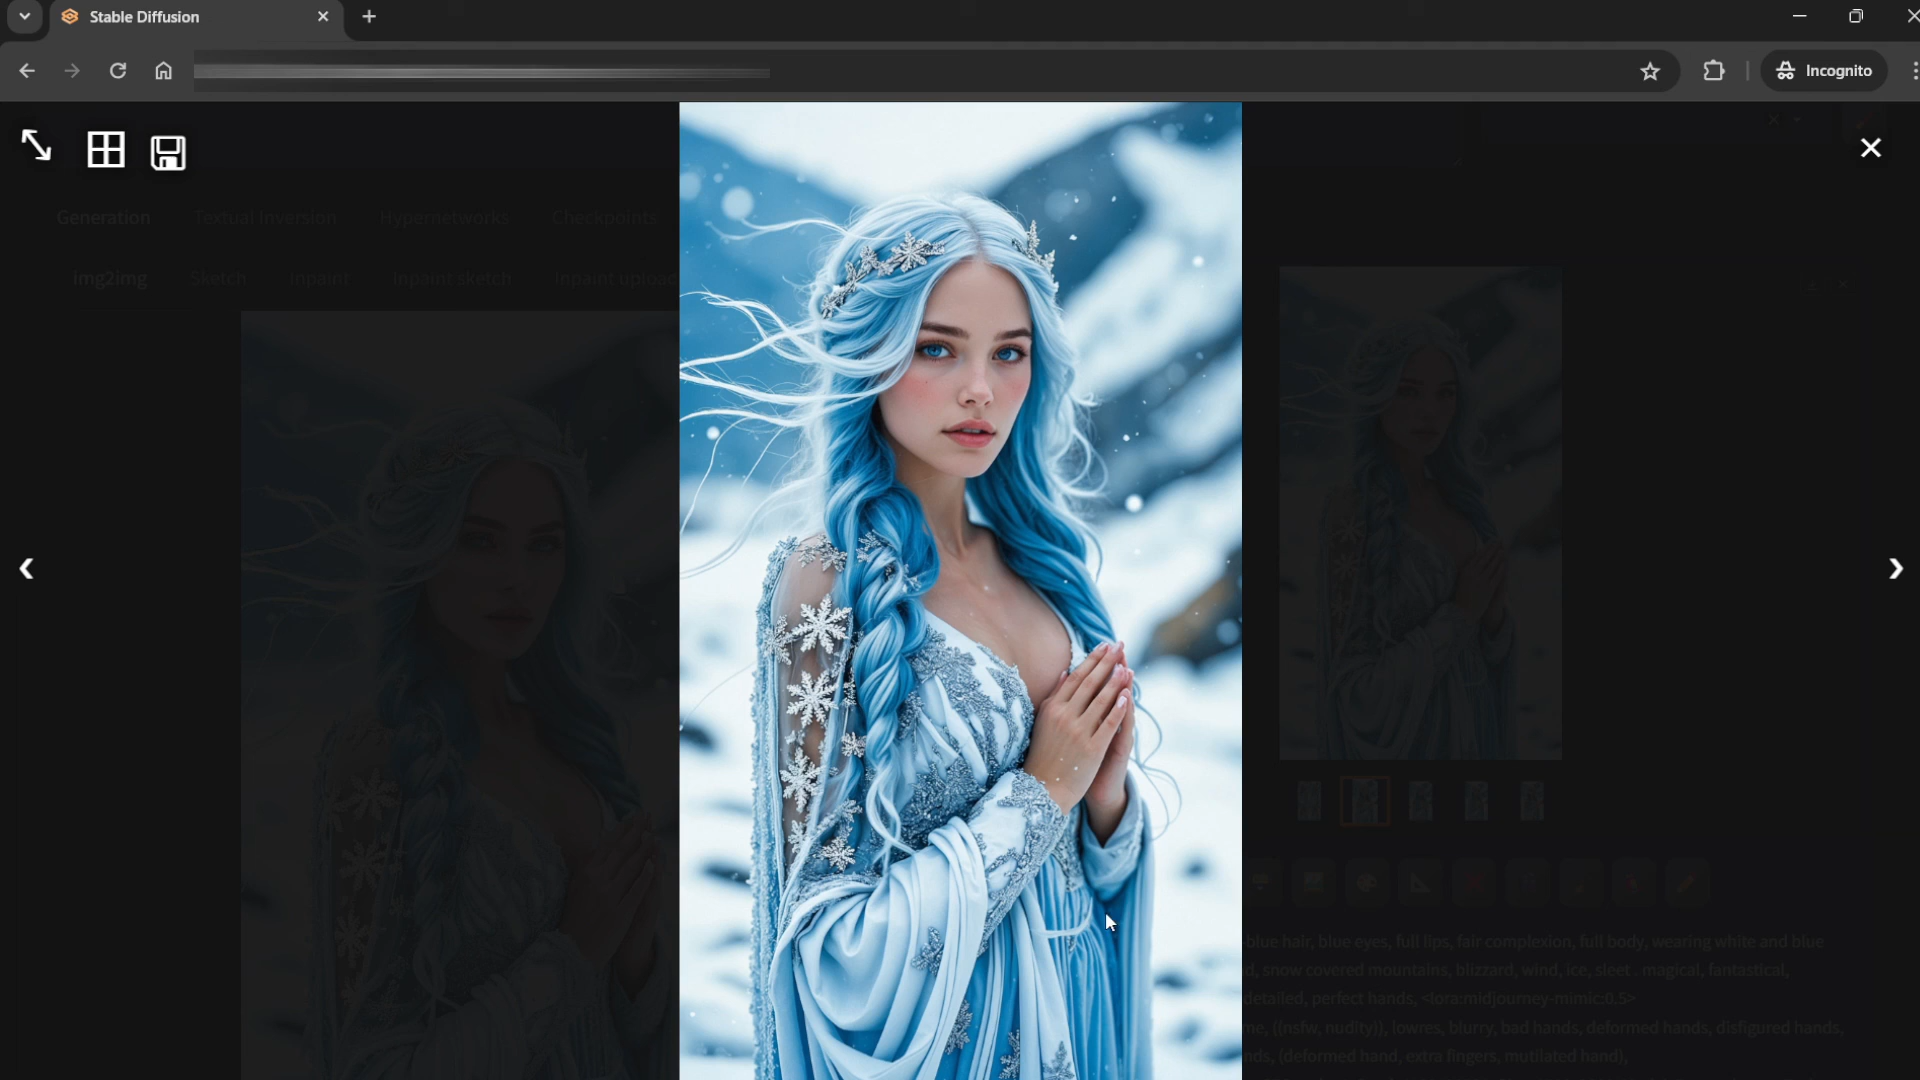 Stable Diffusion
Incognito
Generation Textual Inversion Hypernetworks Checkpoints
img2img Sketch Inpaint Inpaint sketch Inpaint upload
blue hair, blue eyes, full lips, fair complexion, full body, wearing white and blue
snow covered mountains, blizzard, wind, ice, sleet . magical, fantastical,
detailed, perfect hands, <lora:midjourney-mimic:0.5>
((nsfw, nudity)), lowres, blurry, bad hands, deformed hands, disfigured hands,
(deformed hand, extra fingers, mutilated hand),